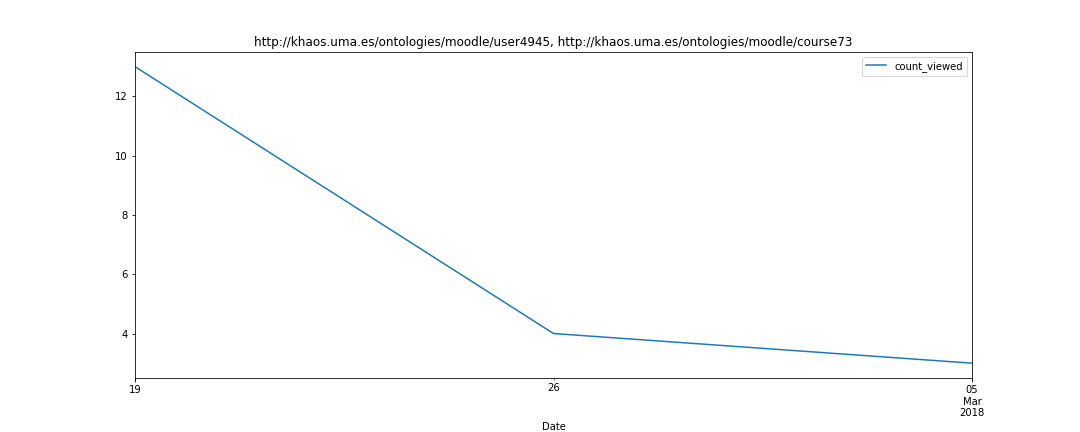 http://khaos.uma.es/ontologies/moodle/user4945, http://khaos.uma.es/ontologies/moodle/course73
count_viewed
12
10
8
6
4
19
26
05
Mar
2018
Date